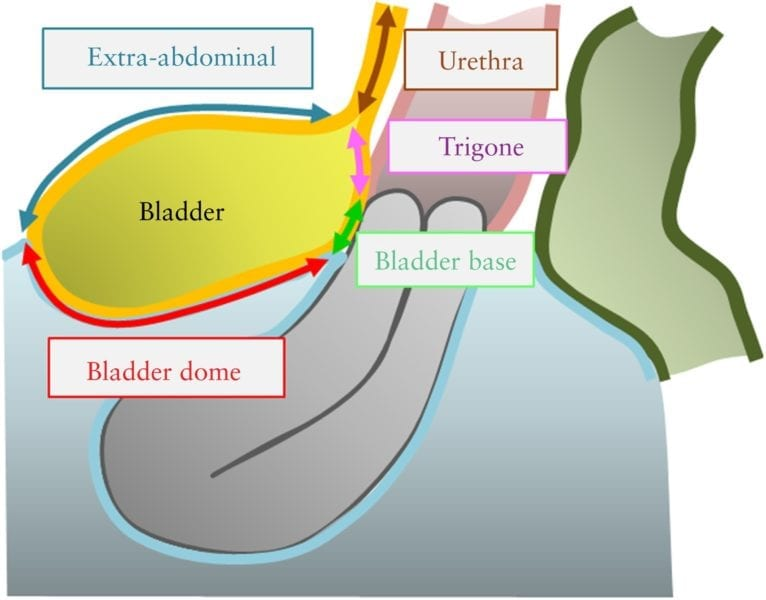 Extra-abdominal
Urethra
Trigone
Bladder
Bladder base
Bladder dome